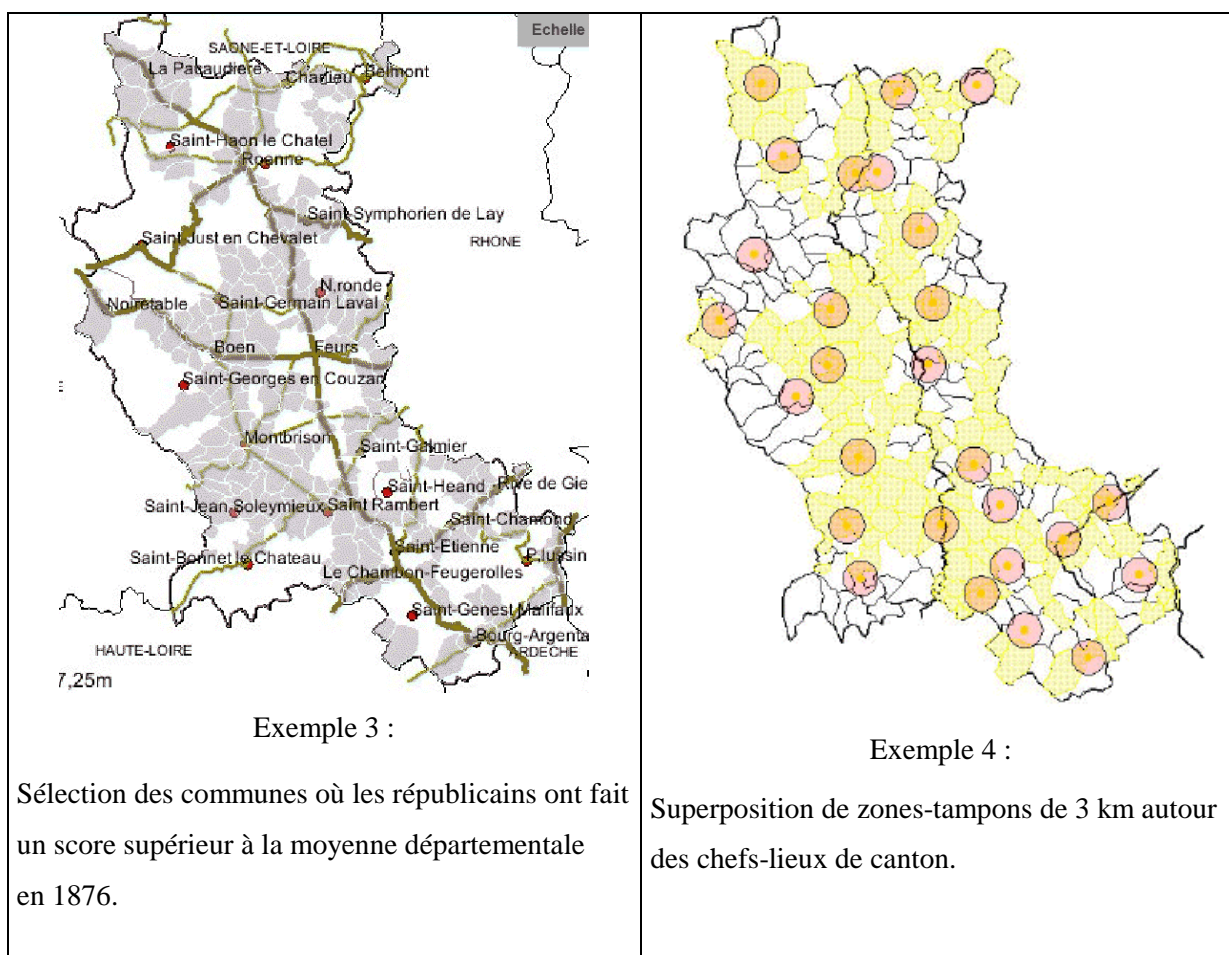 Echelle
SAONE-ET-LOIRE
La Pacaudière
Charlieu
Belmont
Saint-Haon le Chatel
Roanne
Saint-Symphorien de Lay
RHONE
Saint-Just en Chevalet
N.ronde
Noiretable
Saint-Germain Laval
Boen
Feurs
Saint-Georges en Couzan
E
Montbrison
Saint-Galmier
Saint-Heand
Rive de Gie
Saint-Jean Soleymieux
Saint Rambert
Saint-Chamond
Saint-Etienne
Saint-Bonnet le Chateau
Le Chambon-Feugerolles
Saint-Genest Malifaux
Bourg-Argenta
HAUTE-LOIRE
ARDECHE
7,25m
Exemple 3 :
Sélection des communes où les républicains ont fait
un score supérieur à la moyenne départementale
en 1876.
Exemple 4 :
Superposition de zones-tampons de 3 km autour
des chefs-lieux de canton.